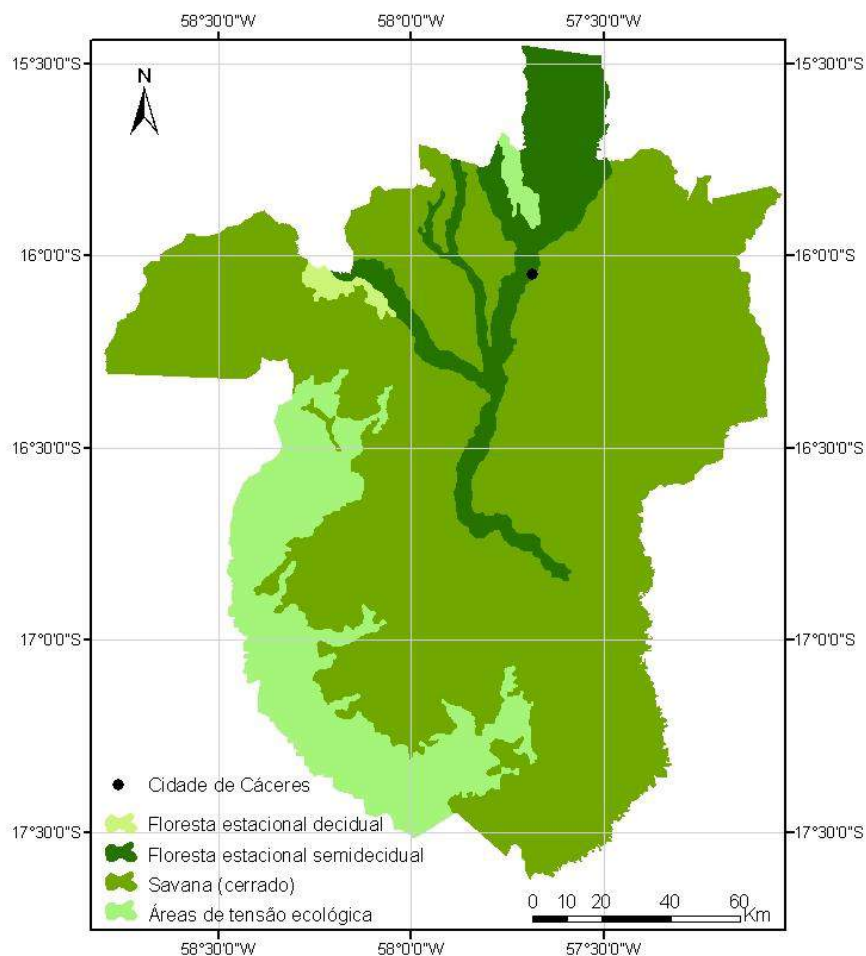 58°30'0"W 58°0'0"W 57°30'0"W
15°30'0"S 15°30'0"S
N
16°0'0"S 16°0'0"S
16°30'0"S 16°30'0"S
17°0'0"S 17°0'0"S
Cidade de Cáceres
Floresta estacional decidual
17°30'0"S 17°30'0"S
Floresta estacional semidecidual
Savana (cerrado)
Áreas de tensão ecológica
0 10 20 40 60
Km
58°30'0"W 58°0'0"W 57°30'0"W